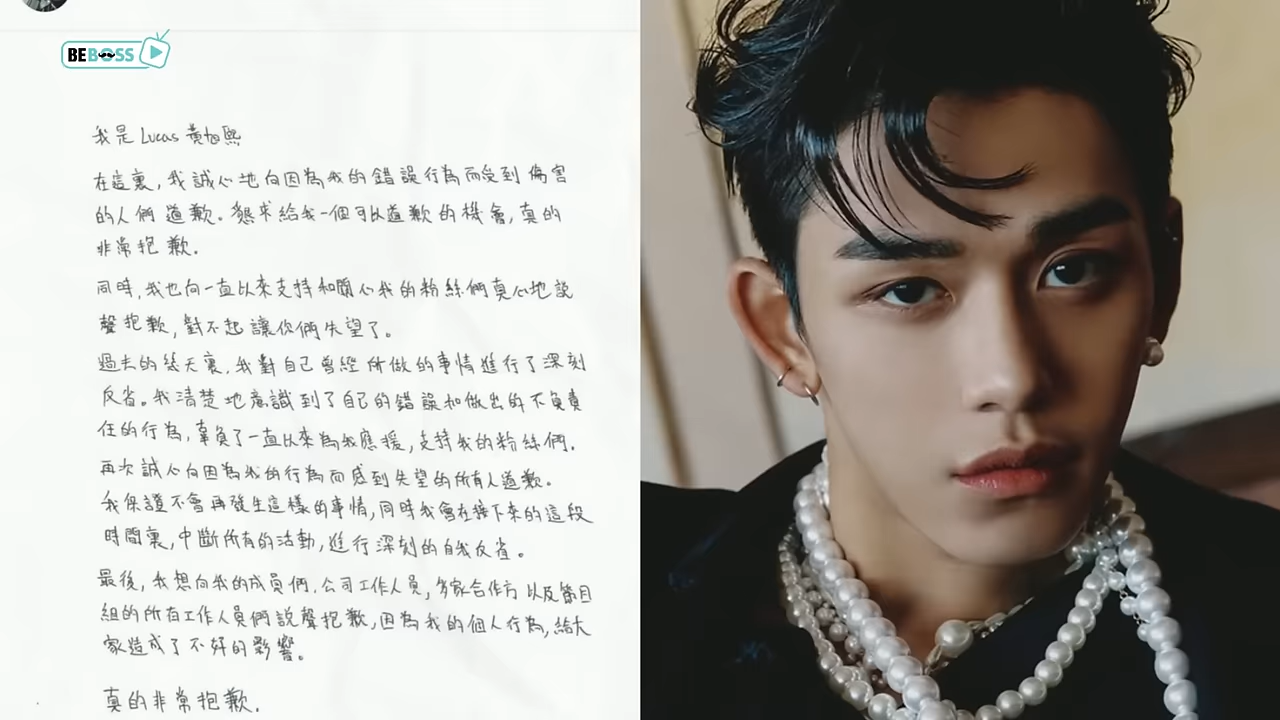 BEBOSS
我是 Lucas 黃旭熙
在這裏，我誠心地向因為我的錯誤行為而受到傷害
的人們道歉。懇求給我一個可以道歉的機會，真的
非常抱歉.
同時，我也向一直以來支持和關心我的粉絲們真心地說
聲抱歉，對不起讓你們失望了。
過去的幾天裏，我對自己曾經所做的事情進行了深刻
反省。我清楚地意識到了自己的錯誤和做出的不負責
任的行為，辜負了一直以來為我應援，支持我的粉絲們.
再次誠心向因為我的行為而感到失望的所有人道歉。
我保證不會再發生這樣的事情，同時我會在接下來的這段
時間裏，中斷所有的活動，進行深刻的自我反省。
最後，我想向我的成員們.公司工作人員，多家合作方以及節目
組的所有工作人員們說聲抱歉，因為我的個人行為，給大
家造成了不好的影響。
真的非常抱歉.